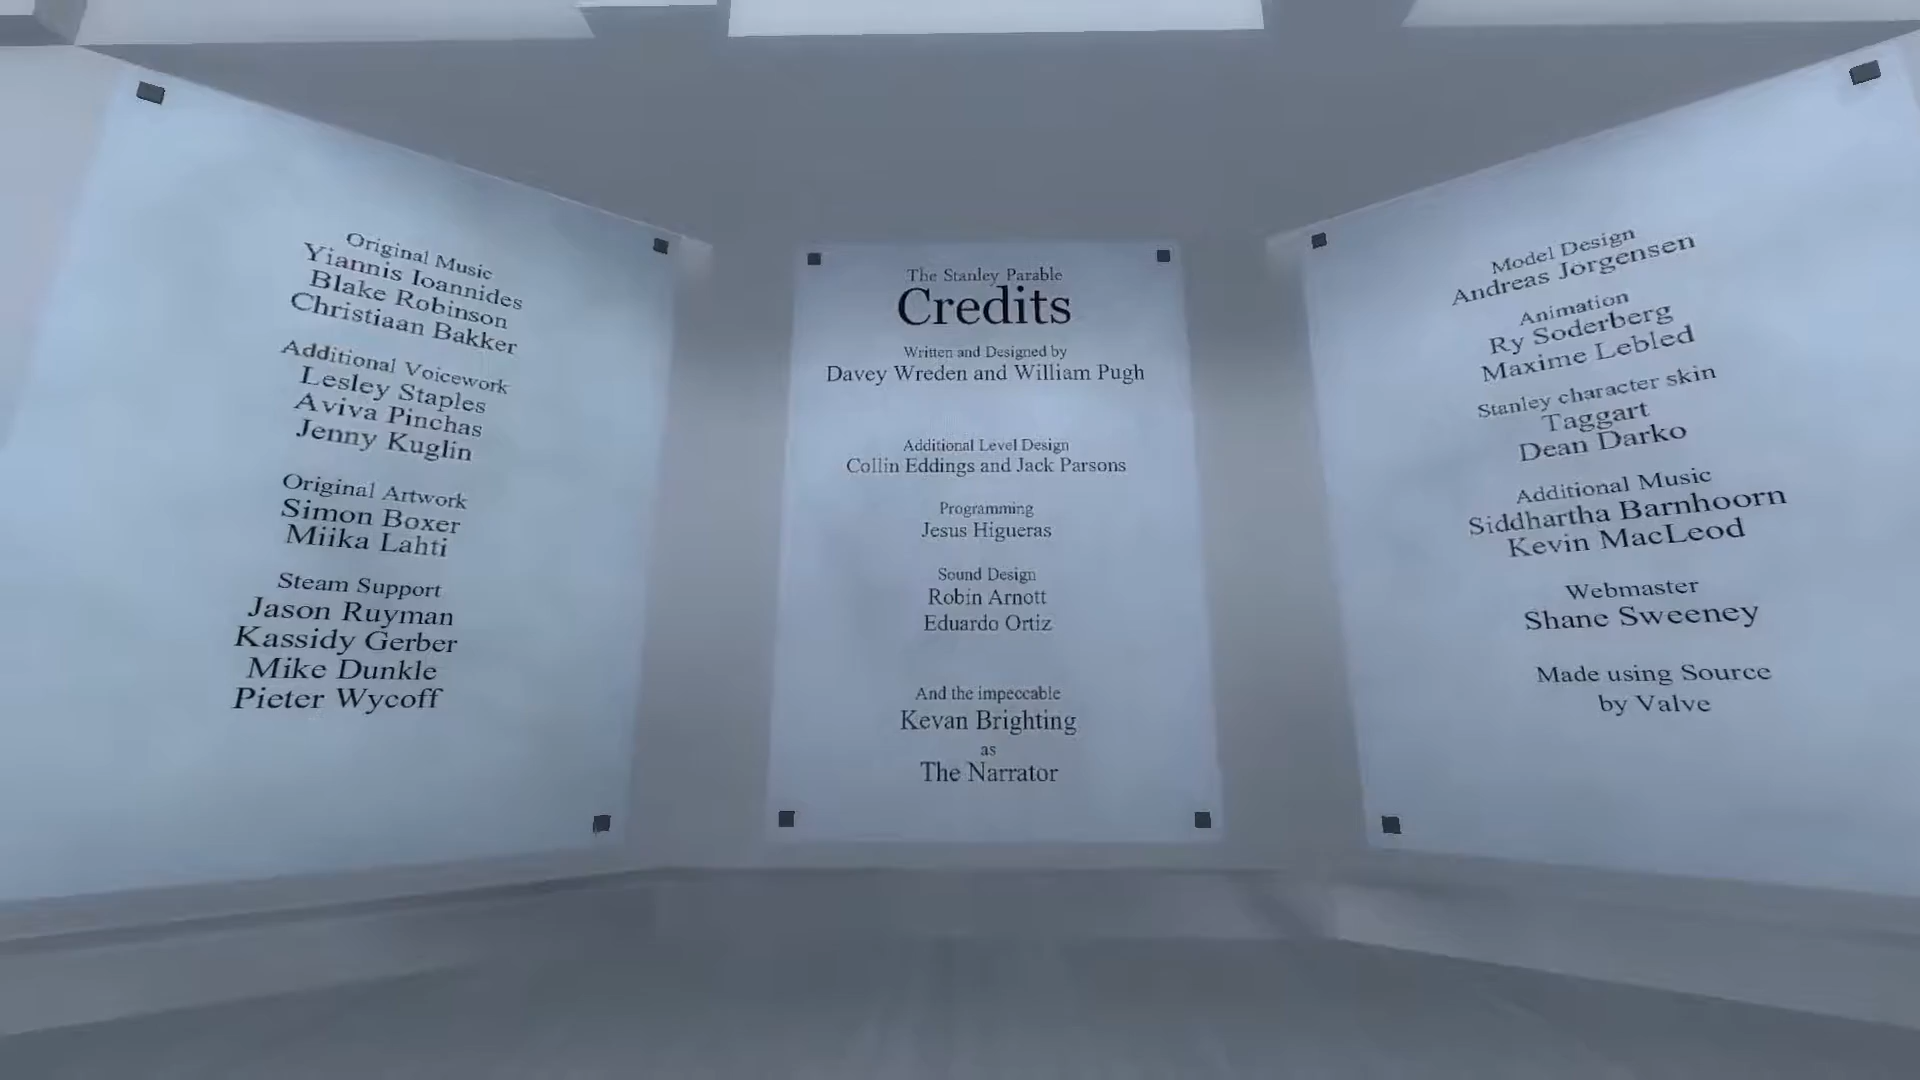 Original Music
Yiannis Ioannides
Blake Robinson
Christiaan Bakker
Additional Voicework
Lesley Staples
Aviva Pinchas
Jenny Kuglin
Original Artwork
Simon Boxer
Miika Lahti
Steam Support
Jason Ruyman
Kassidy Gerber
Mike Dunkle
Pieter Wycoff
The Stanley Parable
Credits
Written and Designed by
Davey Wreden and William Pugh
Additional Level Design
Collin Eddings and Jack Parsons
Programming
Jesus Higueras
Sound Design
Robin Arnott
Eduardo Ortiz
And the impeccable
Kevan Brighting
as
The Narrator
Model Design
Andreas Jörgensen
Animation
Ry Soderberg
Maxime Lebled
Stanley character skin
Taggart
Dean Darko
Additional Music
Siddhartha Barnhoorn
Kevin MacLeod
Webmaster
Shane Sweeney
Made using Source
by Valve